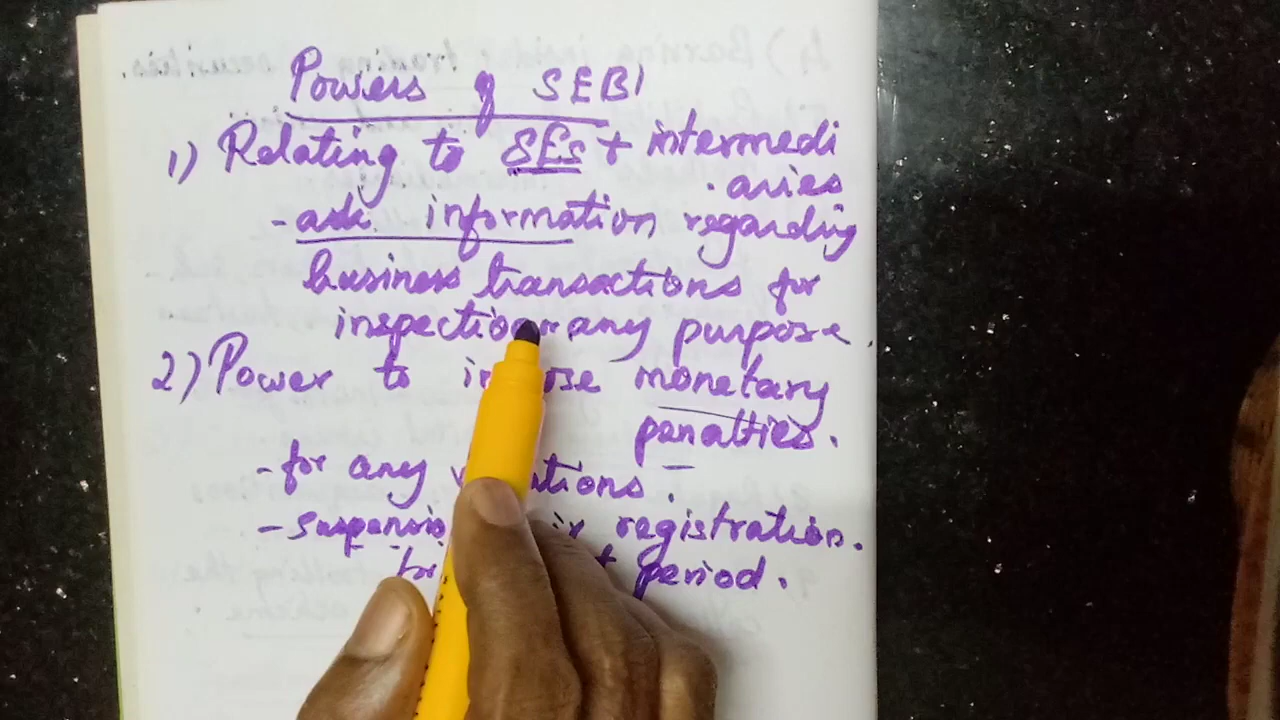 Powers of SEBI
1) Relating to SEs + intermedi
. aries
- ask information regarding
business transactions for
inspection any purpose.
2) Power to monetary
penalties.
- for any
- registration.
period.